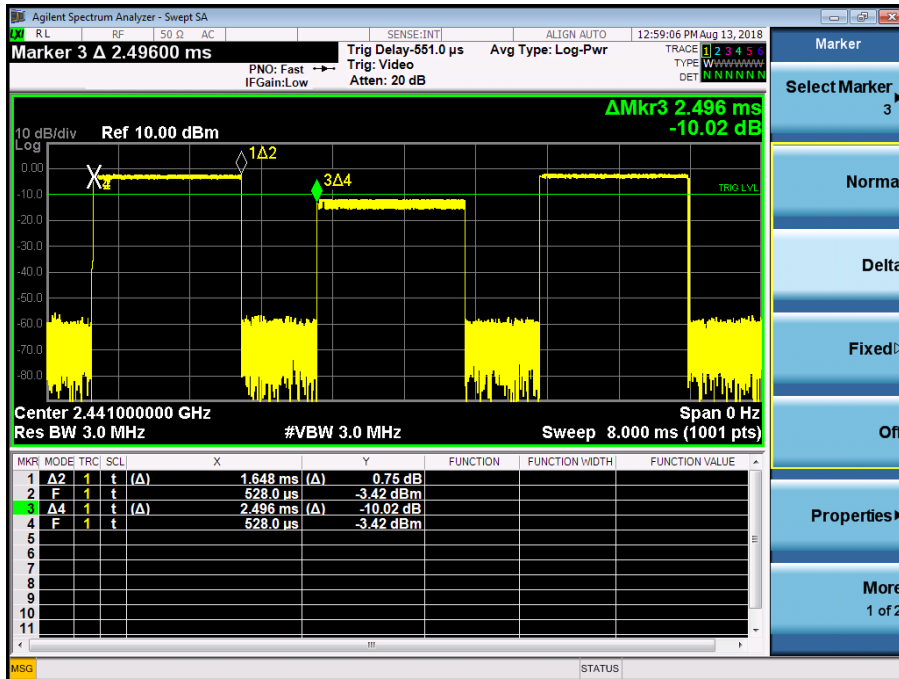 Agilent Spectrum Analyzer - Swept SA
LXI RL RF 50 Ω AC SENSE:INT ALIGN AUTO 12:59:06 PM Aug 13, 2018
Marker 3 Δ 2.49600 ms
PNO: Fast
IFGain:Low
Trig Delay-551.0 µs
Trig: Video
Atten: 20 dB
Avg Type: Log-Pwr
TRACE 1 2 3 4 5 6
TYPE WWWWWW
DET N N N N N N
ΔMkr3 2.496 ms
-10.02 dB
10 dB/div Ref 10.00 dBm
Log
0.00
-10.0
-20.0
-30.0
-40.0
-50.0
-60.0
-70.0
-80.0
1Δ2
3Δ4
4
TRIG LVL
Center 2.441000000 GHz Span 0 Hz
Res BW 3.0 MHz #VBW 3.0 MHz Sweep 8.000 ms (1001 pts)
MKR MODE TRC SCL X Y FUNCTION FUNCTION WIDTH FUNCTION VALUE
1 Δ2 1 t (Δ) 1.648 ms (Δ) 0.75 dB
2 F 1 t 528.0 µs -3.42 dBm
3 Δ4 1 t (Δ) 2.496 ms (Δ) -10.02 dB
4 F 1 t 528.0 µs -3.42 dBm
5
6
7
8
9
10
11
MSG STATUS
Marker
Select Marker
3
Norma
Delta
Fixed
Of
Properties
More
1 of 2